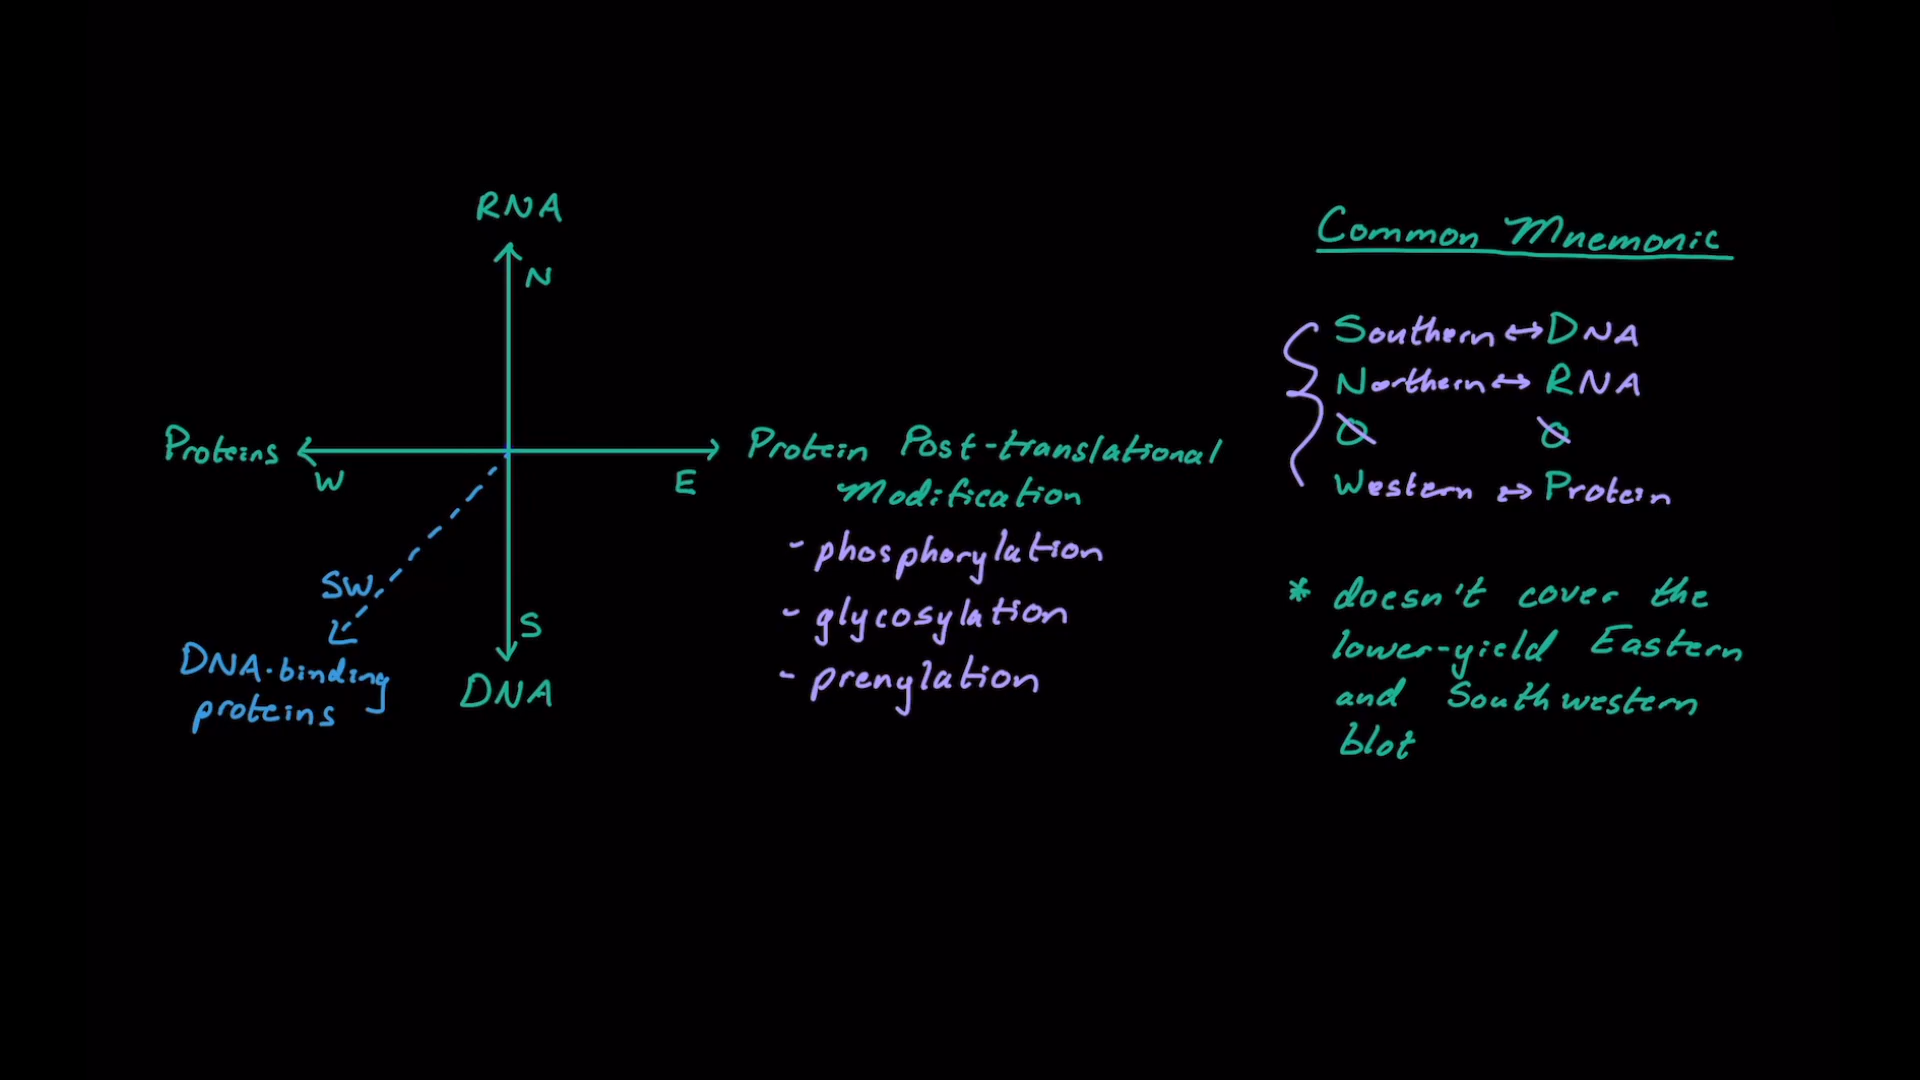 RNA
N
Proteins
W
E
SW
S
DNA-binding
proteins
DNA
Protein Post-translational
Modification
- phosphorylation
- glycosylation
- prenylation
Common Mnemonic
Southern ↔ DNA
Northern ↔ RNA
O O
Western ↔ Protein
* doesn't cover the
lower-yield Eastern
and Southwestern
blot